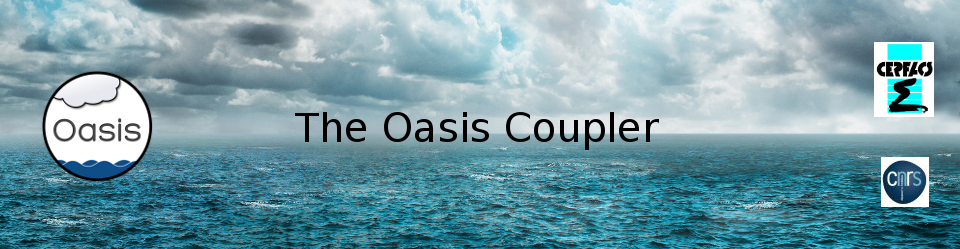 Oasis
The Oasis Coupler
CERFACS
cnrs